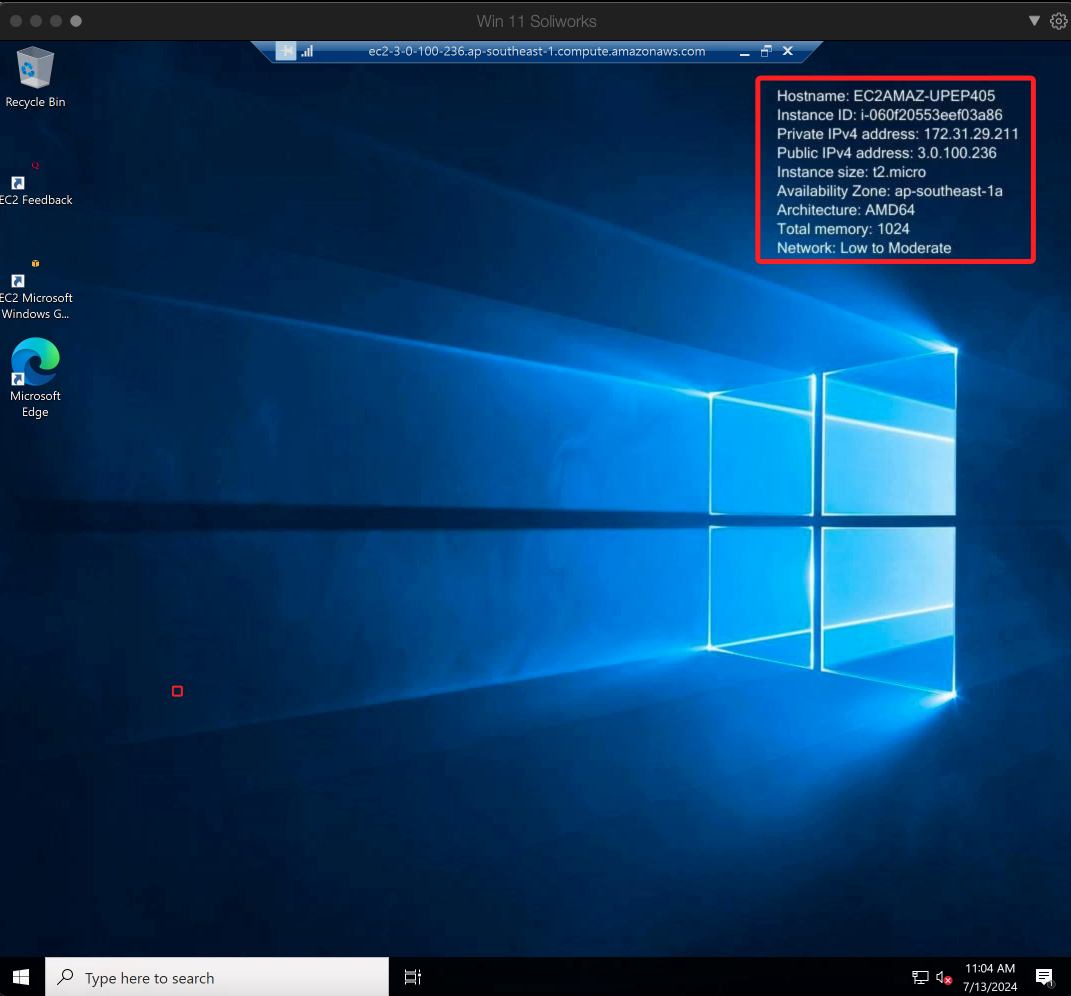 Win 11 Soliworks
ec2-3-0-100-236.ap-southeast-1.compute.amazonaws.com
Recycle Bin
EC2 Feedback
EC2 Microsoft
Windows G...
Microsoft
Edge
Hostname: EC2AMAZ-UPEP405
Instance ID: i-060f20553eef03a86
Private IPv4 address: 172.31.29.211
Public IPv4 address: 3.0.100.236
Instance size: t2.micro
Availability Zone: ap-southeast-1a
Architecture: AMD64
Total memory: 1024
Network: Low to Moderate
Type here to search
11:04 AM
7/13/2024
1